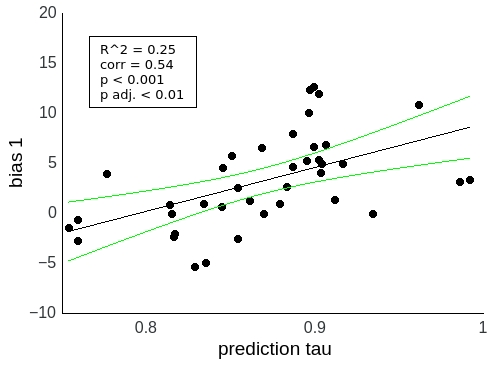 20
15
10
5
0
−5
−10
bias 1
R^2 = 0.25
corr = 0.54
p < 0.001
p adj. < 0.01
0.8
0.9
1
prediction tau